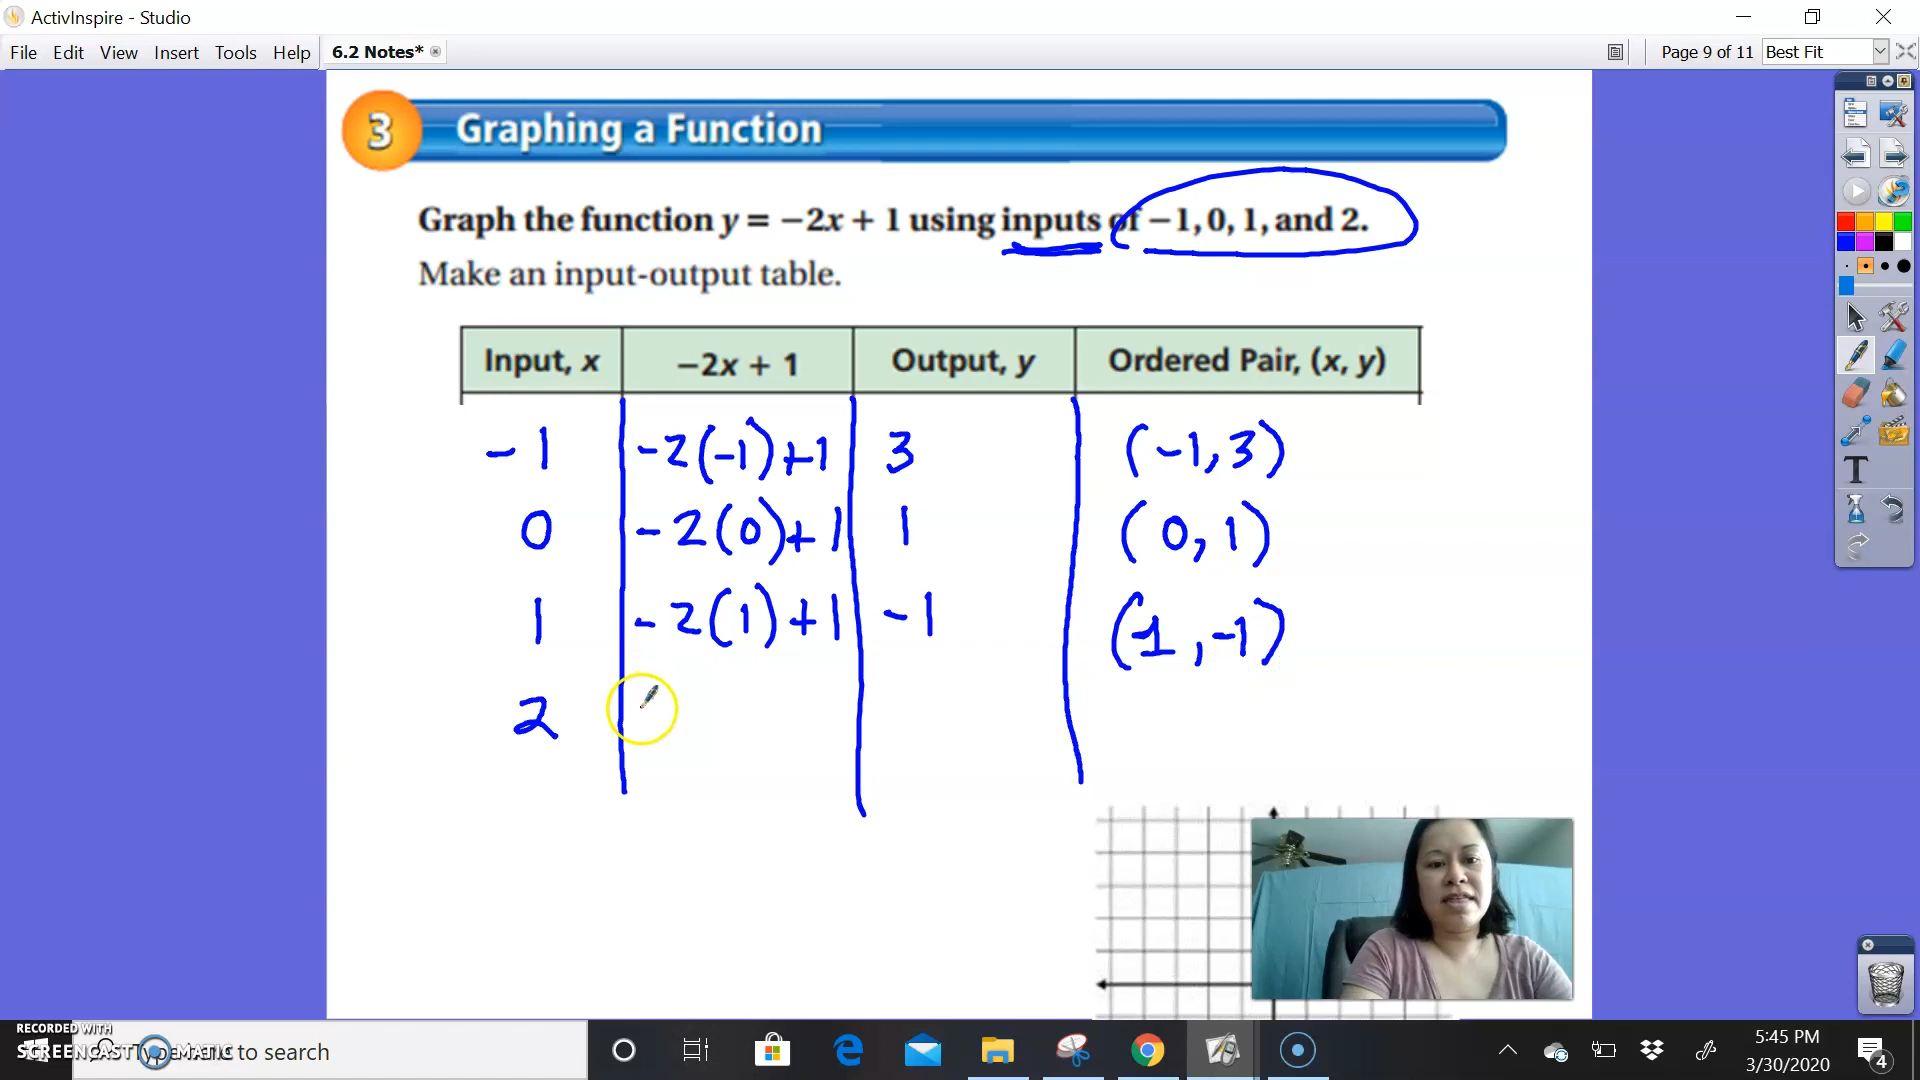 ActivInspire - Studio
File Edit View Insert Tools Help 6.2 Notes* Page 9 of 11 Best Fit
3 Graphing a Function
Graph the function y = −2x + 1 using inputs of −1, 0, 1, and 2.
Make an input-output table.
Input, x −2x + 1 Output, y Ordered Pair, (x, y)
-1 -2(-1)+1 3 (-1,3)
0 -2(0)+1 1 (0,1)
1 -2(1)+1 -1 (1,-1)
2
T
RECORDED WITH
SCREENCAST MATIC
to search
5:45 PM
3/30/2020
4